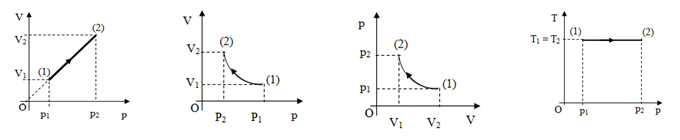 V
V₂
V₁
O
(1)
(2)
p₁
p₂
p
V
V₂
V₁
O
(2)
(1)
p₂
p₁
p
p
p₂
p₁
O
(2)
(1)
V₁
V₂
V
T
T₁ = T₂
O
(1)
(2)
p₁
p₂
p